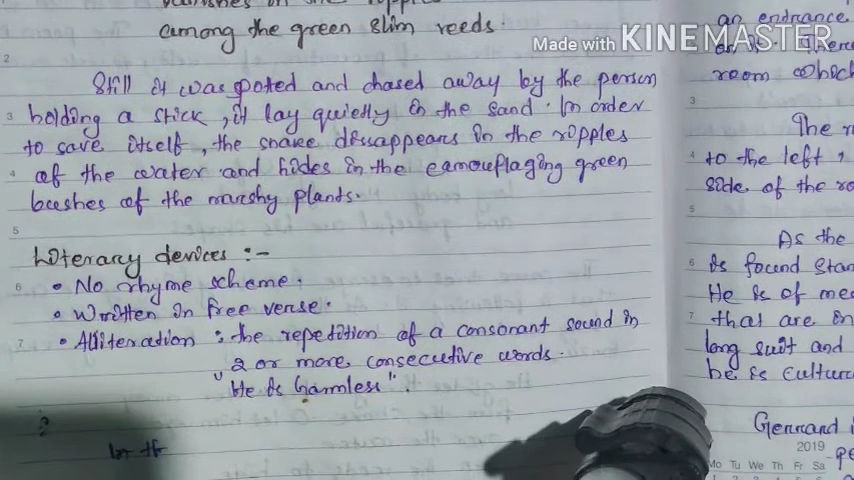 among the green slim reeds.
Made with KINEMASTER
Still it was spoted and chased away by the person
holding a stick, it lay quietly in the sand. In order
to save itself, the snake disappears in the ripples
of the water and hides in the camouflaging green
bushes of the marshy plants.
Literary devices :-
• No rhyme scheme.
• Written in free verse.
• Alliteration : the repetition of a consonant sound in
2 or more consecutive words.
"He is harmless".
an endrance
room which
to the left,
side of the
As the
is found
He is of
that are in
long suit and
he is
Gerrard
2019
Mo Tu We Th Fr Sa